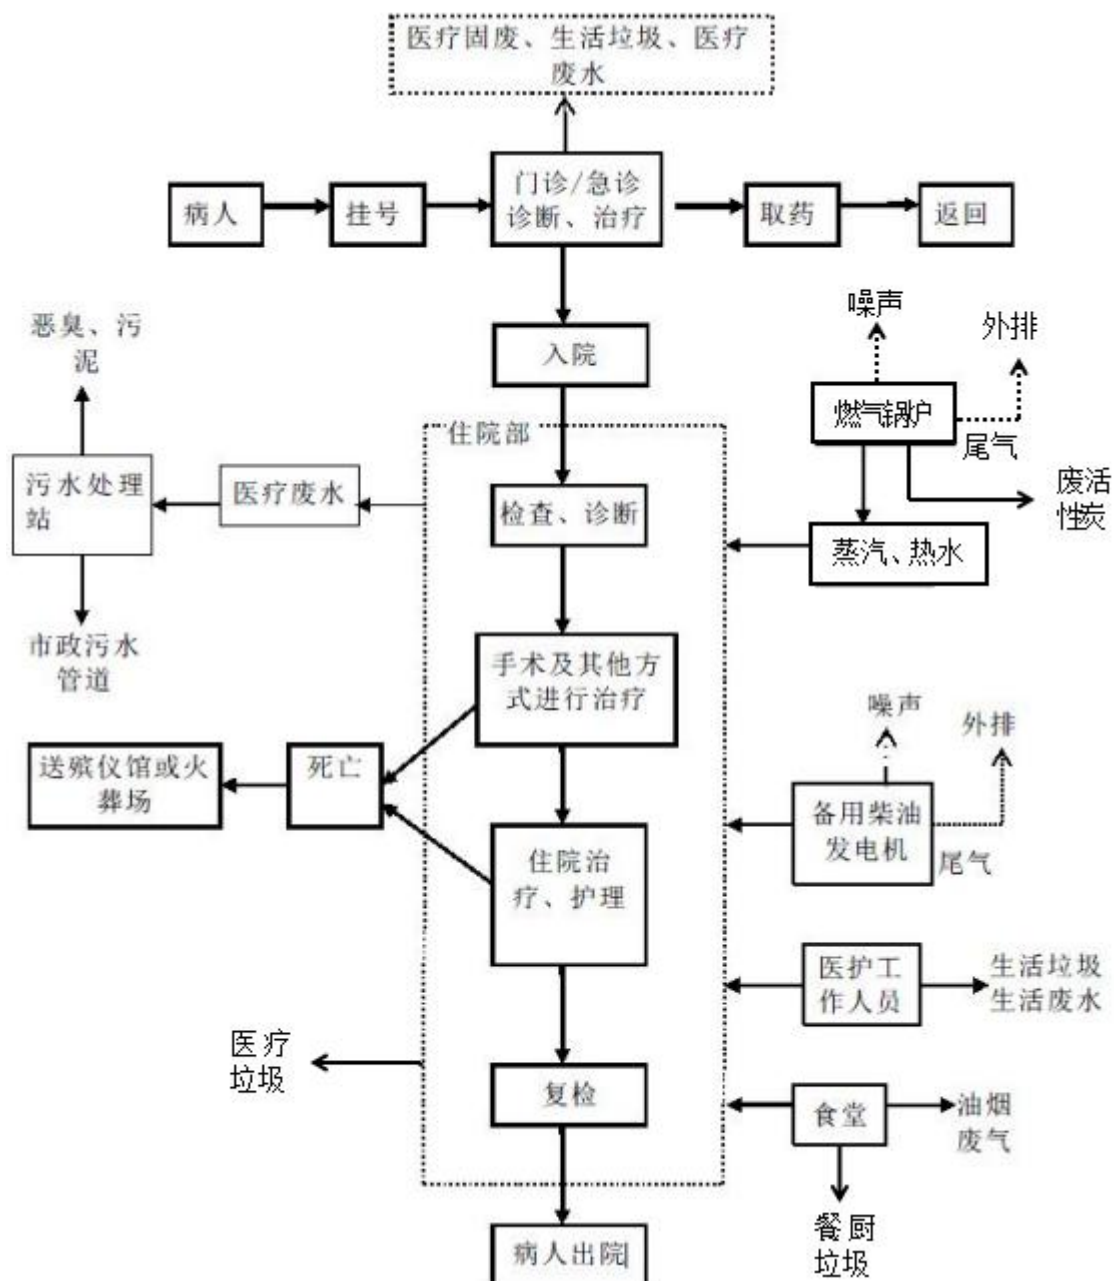 医疗固废、生活垃圾、医疗
废水
病人
挂号
门诊/急诊
诊断、治疗
取药
返回
恶臭、污
泥
入院
噪声
外排
燃气锅炉
尾气
住院部
污水处理
站
医疗废水
检查、诊断
废活
性炭
蒸汽、热水
市政污水
管道
手术及其他方
式进行治疗
噪声
外排
送殡仪馆或火
葬场
死亡
备用柴油
发电机
尾气
住院治
疗、护理
医护工
作人员
生活垃圾
生活废水
医疗
垃圾
复检
食堂
油烟
废气
餐厨
垃圾
病人出院